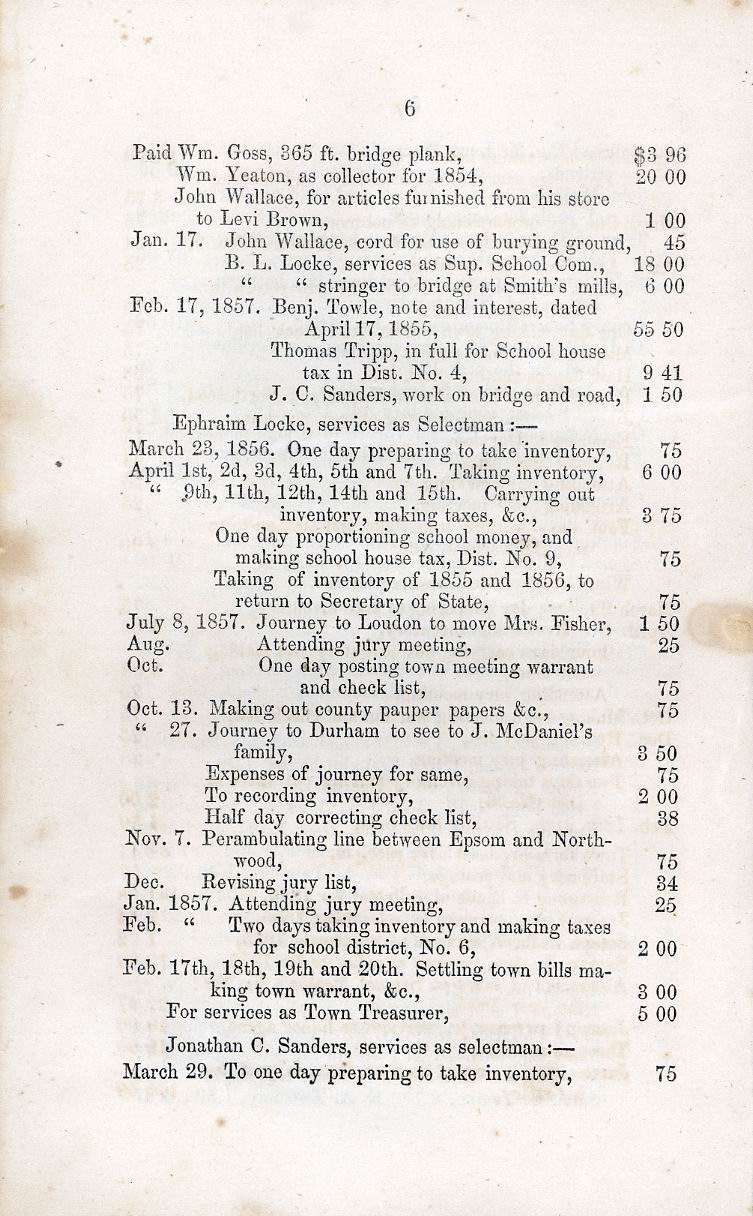 6
Paid Wm. Goss, 365 ft. bridge plank, $3 96
Wm. Yeaton, as collector for 1854, 20 00
John Wallace, for articles furnished from his store
to Levi Brown, 1 00
Jan. 17. John Wallace, cord for use of burying ground, 45
B. L. Locke, services as Sup. School Com., 18 00
“ “ stringer to bridge at Smith's mills, 6 00
Feb. 17, 1857. Benj. Towle, note and interest, dated
April 17, 1855, 55 50
Thomas Tripp, in full for School house
tax in Dist. No. 4, 9 41
J. C. Sanders, work on bridge and road, 1 50
Ephraim Locke, services as Selectman :—
March 23, 1856. One day preparing to take inventory, 75
April 1st, 2d, 3d, 4th, 5th and 7th. Taking inventory, 6 00
“ 9th, 11th, 12th, 14th and 15th. Carrying out
inventory, making taxes, &c., 3 75
One day proportioning school money, and
making school house tax, Dist. No. 9, 75
Taking of inventory of 1855 and 1856, to
return to Secretary of State, 75
July 8, 1857. Journey to Loudon to move Mrs. Fisher, 1 50
Aug. Attending jury meeting, 25
Oct. One day posting town meeting warrant
and check list, 75
Oct. 13. Making out county pauper papers &c., 75
“ 27. Journey to Durham to see to J. McDaniel's
family, 3 50
Expenses of journey for same, 75
To recording inventory, 2 00
Half day correcting check list, 38
Nov. 7. Perambulating line between Epsom and North-
wood, 75
Dec. Revising jury list, 34
Jan. 1857. Attending jury meeting, 25
Feb. “ Two days taking inventory and making taxes
for school district, No. 6, 2 00
Feb. 17th, 18th, 19th and 20th. Settling town bills ma-
king town warrant, &c., 3 00
For services as Town Treasurer, 5 00
Jonathan C. Sanders, services as selectman :—
March 29. To one day preparing to take inventory, 75